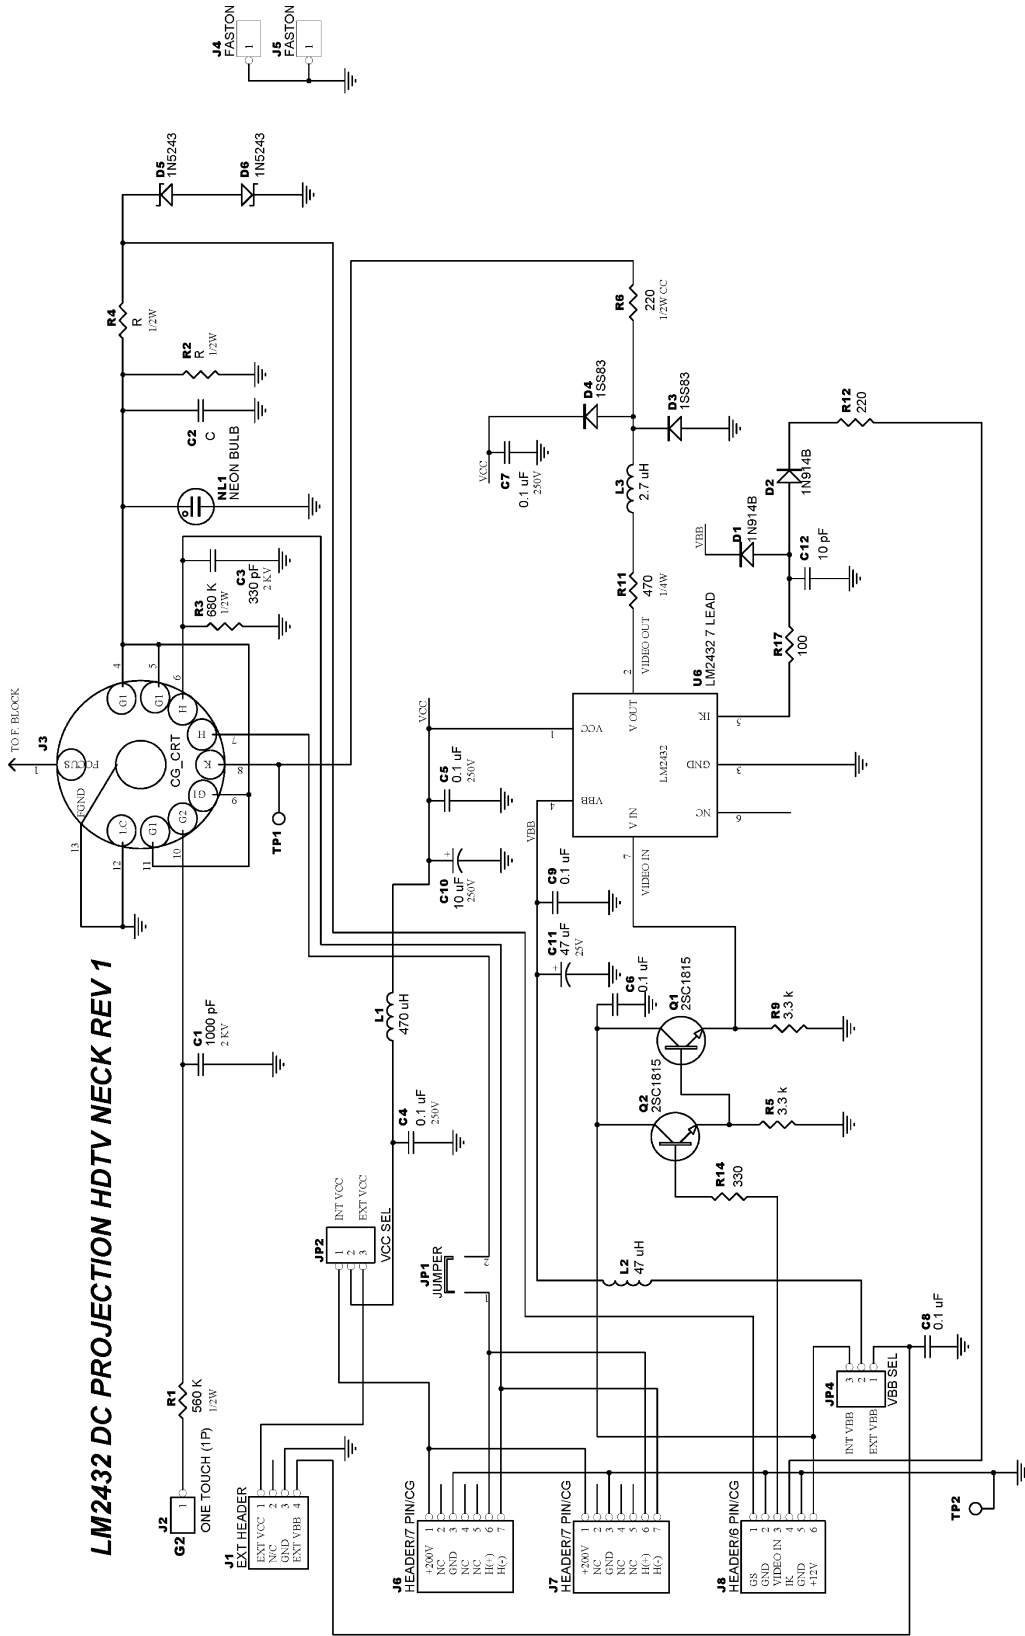 LM2432 DC PROJECTION HDTV NECK REV 1
J2
1
G2
ONE TOUCH (1P)
R1
560 K
1/2W
C1
1000 pF
2 KV
J3
TO F. BLOCK
CG_CRT
FOCUS
FGND
I.C
G1
G1
G2
G1
K
H
H
G1
1
4
5
6
7
8
9
10
11
12
13
TP1
R3
680 K
1/2W
C3
330 pF
2 KV
NL1
NEON BULB
C2
C
R2
R
1/2W
R4
R
1/2W
D5
1N5243
D6
1N5243
J4
FASTON
1
J5
FASTON
1
J1
EXT HEADER
EXT VCC 1
N/C 2
GND 3
EXT VBB 4
JP2
INT VCC
EXT VCC
1
2
3
VCC SEL
L1
470 uH
C4
0.1 uF
250V
C10
10 uF
250V
+
C5
0.1 uF
250V
VCC
JP1
JUMPER
1
2
J6
HEADER/7 PIN/CG
+200V 1
NC 2
GND 3
NC 4
NC 5
H(+) 6
H(-) 7
J7
HEADER/7 PIN/CG
+200V 1
NC 2
GND 3
NC 4
NC 5
H(+) 6
H(-) 7
J8
HEADER/6 PIN/CG
GS 1
GND 2
VIDEO IN 3
IK 4
GND 5
+12V 6
L2
47 uH
VBB
C11
47 uF
25V
+
C9
0.1 uF
C6
0.1 uF
Q1
2SC1815
Q2
2SC1815
R9
3.3 k
R5
3.3 k
R14
330
JP4
3
2
1
VBB SEL
INT VBB
EXT VBB
C8
0.1 uF
TP2
U6
LM2432 7 LEAD
LM2432
VCC
V OUT
VBB
V IN
IK
GND
NC
1
2
3
4
5
6
7
VIDEO IN
VIDEO OUT
R11
470
1/4W
L3
2.7 uH
VCC
C7
0.1 uF
250V
D4
1SS83
D3
1SS83
R6
220
1/2W CC
R17
100
VBB
D1
1N914B
C12
10 pF
D2
1N914B
R12
220